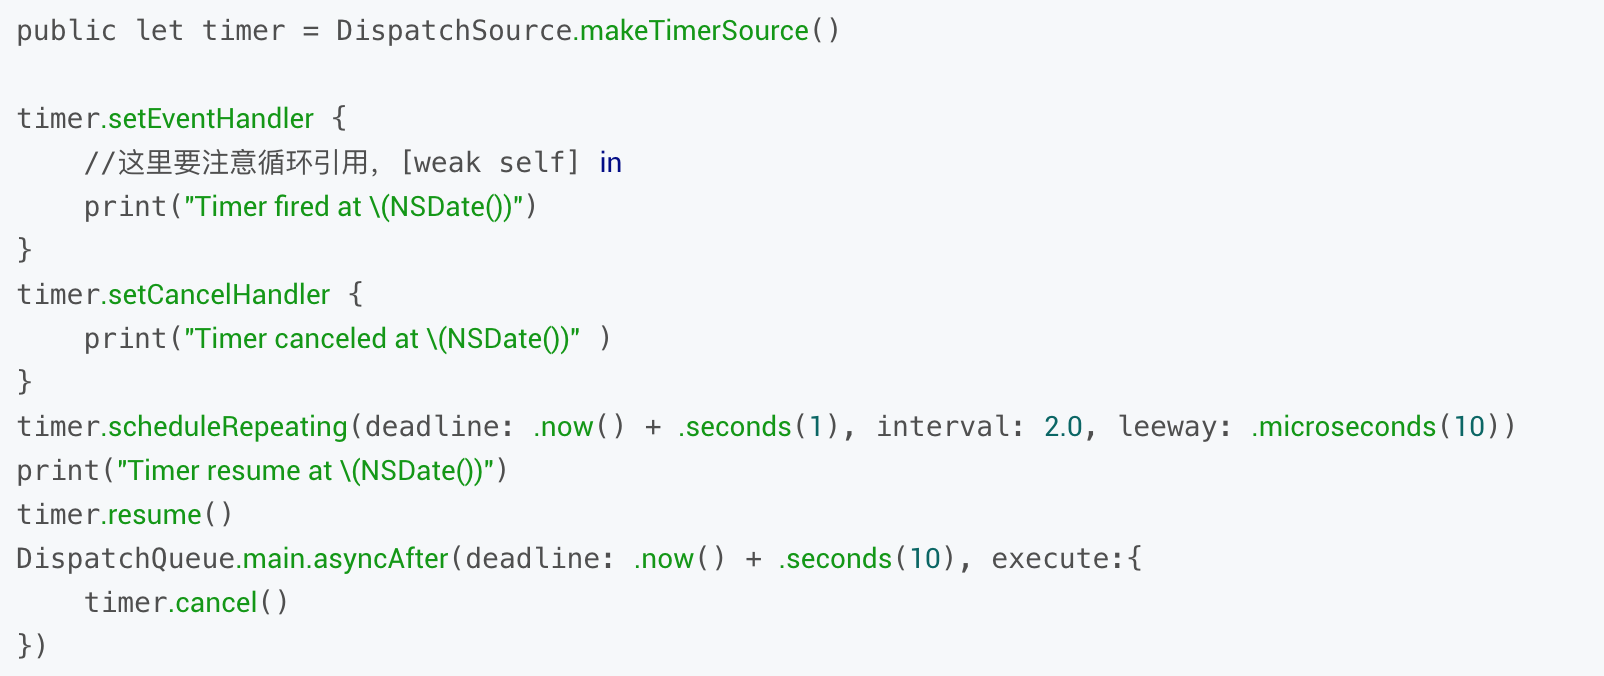 public let timer = DispatchSource.makeTimerSource()
timer.setEventHandler {
    //这里要注意循环引用，[weak self] in
    print("Timer fired at \(NSDate())")
}
timer.setCancelHandler {
    print("Timer canceled at \(NSDate())" )
}
timer.scheduleRepeating(deadline: .now() + .seconds(1), interval: 2.0, leeway: .microseconds(10))
print("Timer resume at \(NSDate())")
timer.resume()
DispatchQueue.main.asyncAfter(deadline: .now() + .seconds(10), execute:{
    timer.cancel()
})